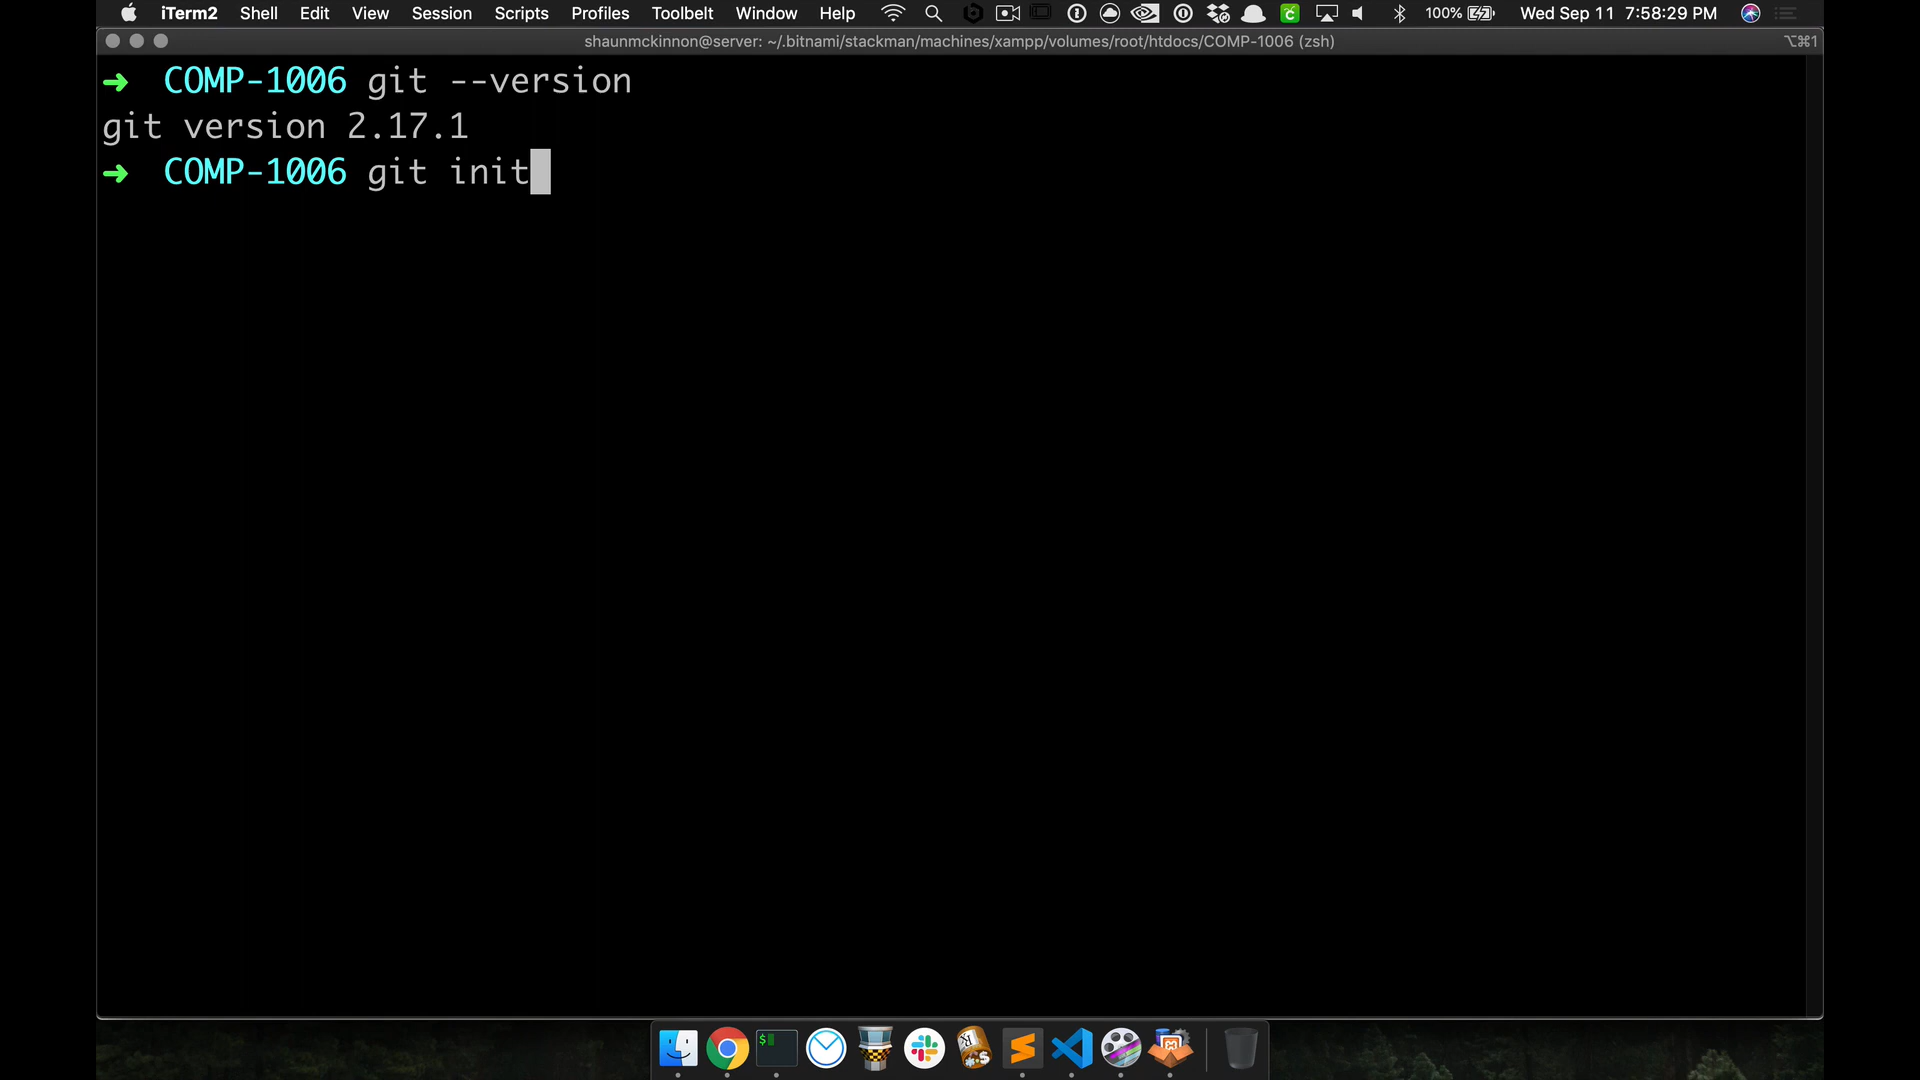 iTerm2 Shell Edit View Session Scripts Profiles Toolbelt Window Help 100% Wed Sep 11 7:58:29 PM
shaunmckinnon@server: ~/.bitnami/stackman/machines/xampp/volumes/root/htdocs/COMP-1006 (zsh) ⌥⌘1
➜ COMP-1006 git --version
git version 2.17.1
➜ COMP-1006 git init